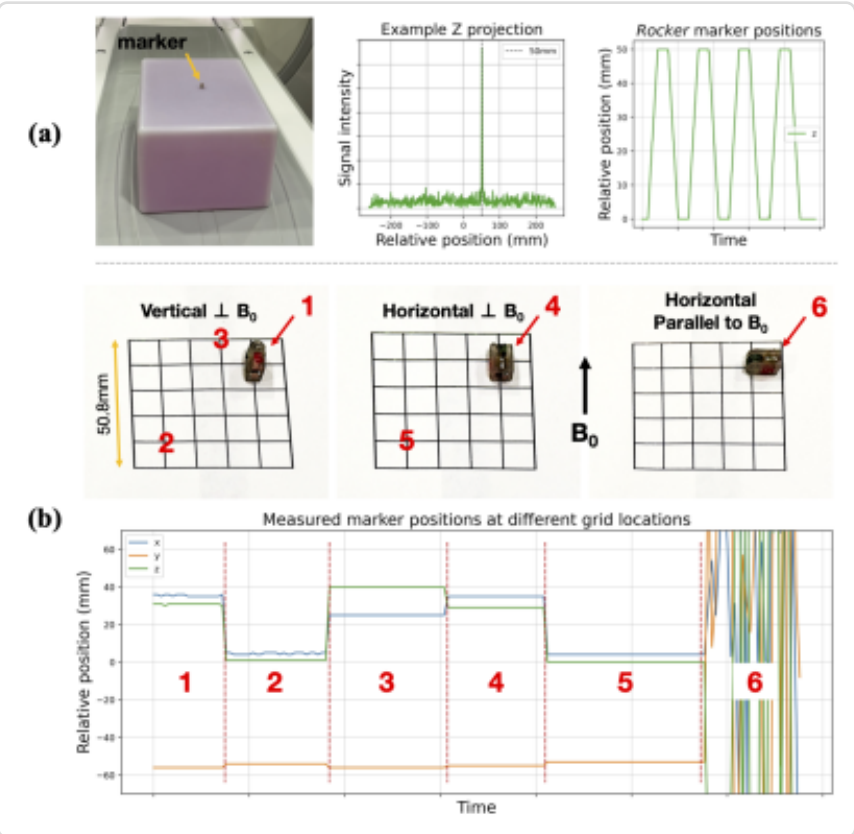 (a)
marker
Example Z projection
50mm
Signal intensity
−200 −100 0 100 200
Relative position (mm)
Rocker marker positions
50
40
30
20
10
0
Relative position (mm)
z
Time
Vertical ⊥ B₀
1
3
2
50.8mm
Horizontal ⊥ B₀
4
5
B₀
Horizontal
Parallel to B₀
6
(b)
Measured marker positions at different grid locations
x
y
z
60
40
20
0
−20
−40
−60
Relative position (mm)
1 2 3 4 5 6
Time